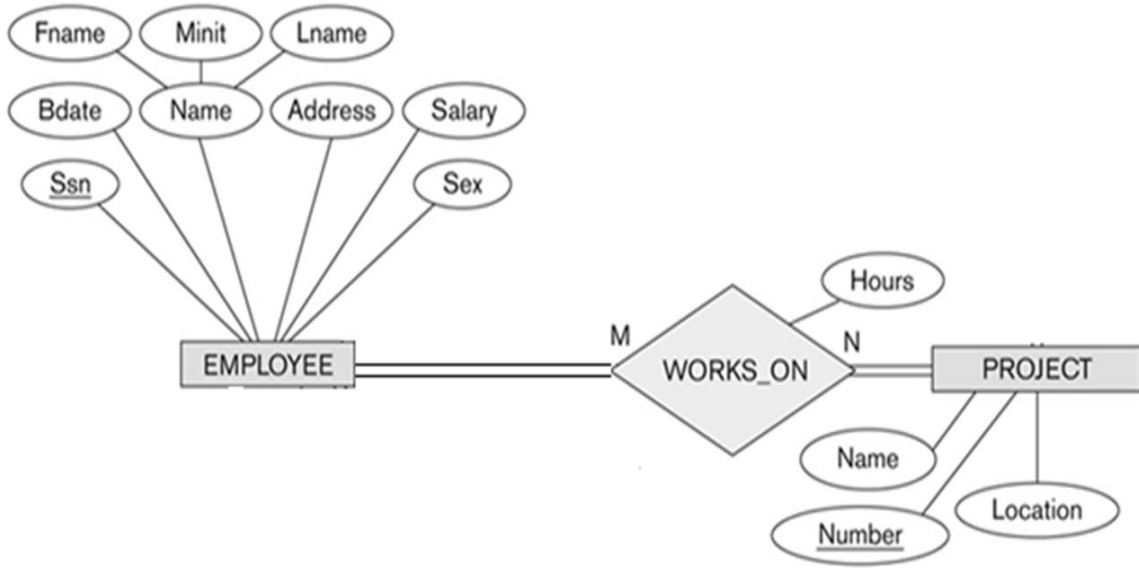 Fname Minit Lname
Bdate Name Address Salary
Ssn Sex
Hours
M N
EMPLOYEE WORKS_ON PROJECT
Name
Location
Number